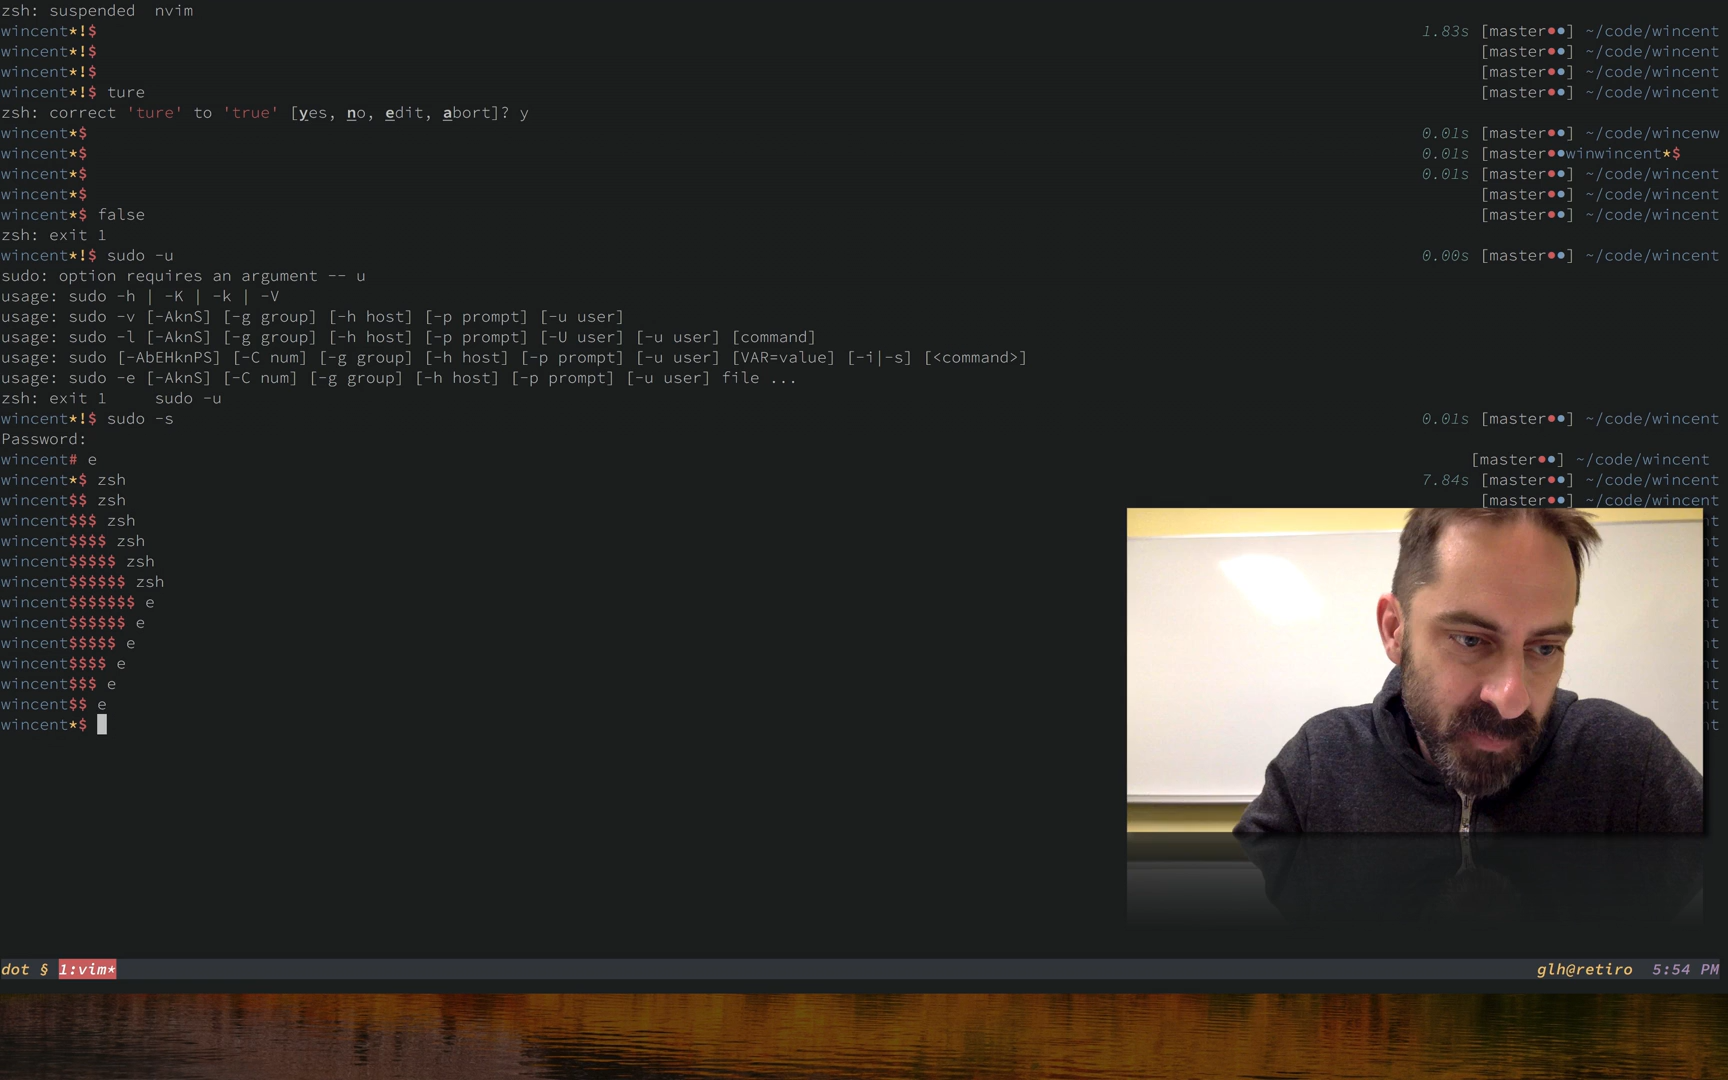 zsh: suspended  nvim
wincent*!$ 1.83s [master••] ~/code/wincent
wincent*!$ [master••] ~/code/wincent
wincent*!$ [master••] ~/code/wincent
wincent*!$ ture [master••] ~/code/wincent
zsh: correct 'ture' to 'true' [yes, no, edit, abort]? y
wincent*$ 0.01s [master••] ~/code/wincenw
wincent*$ 0.01s [master••winwincent*$
wincent*$ 0.01s [master••] ~/code/wincent
wincent*$ [master••] ~/code/wincent
wincent*$ false [master••] ~/code/wincent
zsh: exit 1
wincent*!$ sudo -u 0.00s [master••] ~/code/wincent
sudo: option requires an argument -- u
usage: sudo -h | -K | -k | -V
usage: sudo -v [-AknS] [-g group] [-h host] [-p prompt] [-u user]
usage: sudo -l [-AknS] [-g group] [-h host] [-p prompt] [-U user] [-u user] [command]
usage: sudo [-AbEHknPS] [-C num] [-g group] [-h host] [-p prompt] [-u user] [VAR=value] [-i|-s] [<command>]
usage: sudo -e [-AknS] [-C num] [-g group] [-h host] [-p prompt] [-u user] file ...
zsh: exit 1     sudo -u
wincent*!$ sudo -s 0.01s [master••] ~/code/wincent
Password:
wincent# e [master••] ~/code/wincent
wincent*$ zsh 7.84s [master••] ~/code/wincent
wincent$$ zsh [master••] ~/code/wincent
wincent$$$ zsh
wincent$$$$ zsh
wincent$$$$$ zsh
wincent$$$$$$ zsh
wincent$$$$$$$ e
wincent$$$$$$ e
wincent$$$$$ e
wincent$$$$ e
wincent$$$ e
wincent$$ e
wincent*$
dot § 1:vim* glh@retiro 5:54 PM